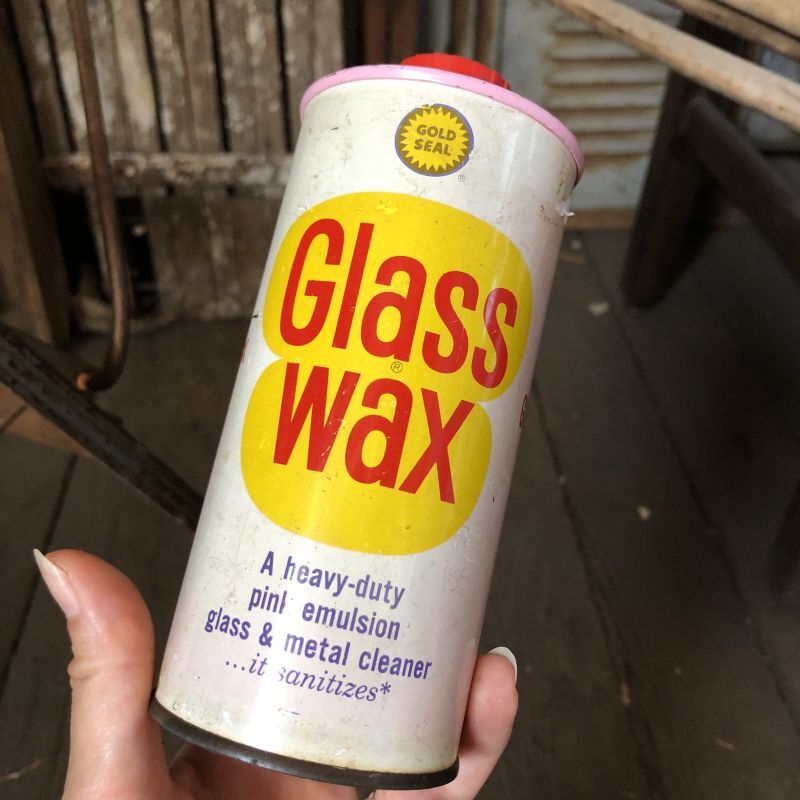 GOLD
SEAL
®
Glass
®
wax
A heavy-duty
pink emulsion
glass & metal cleaner
...it sanitizes*